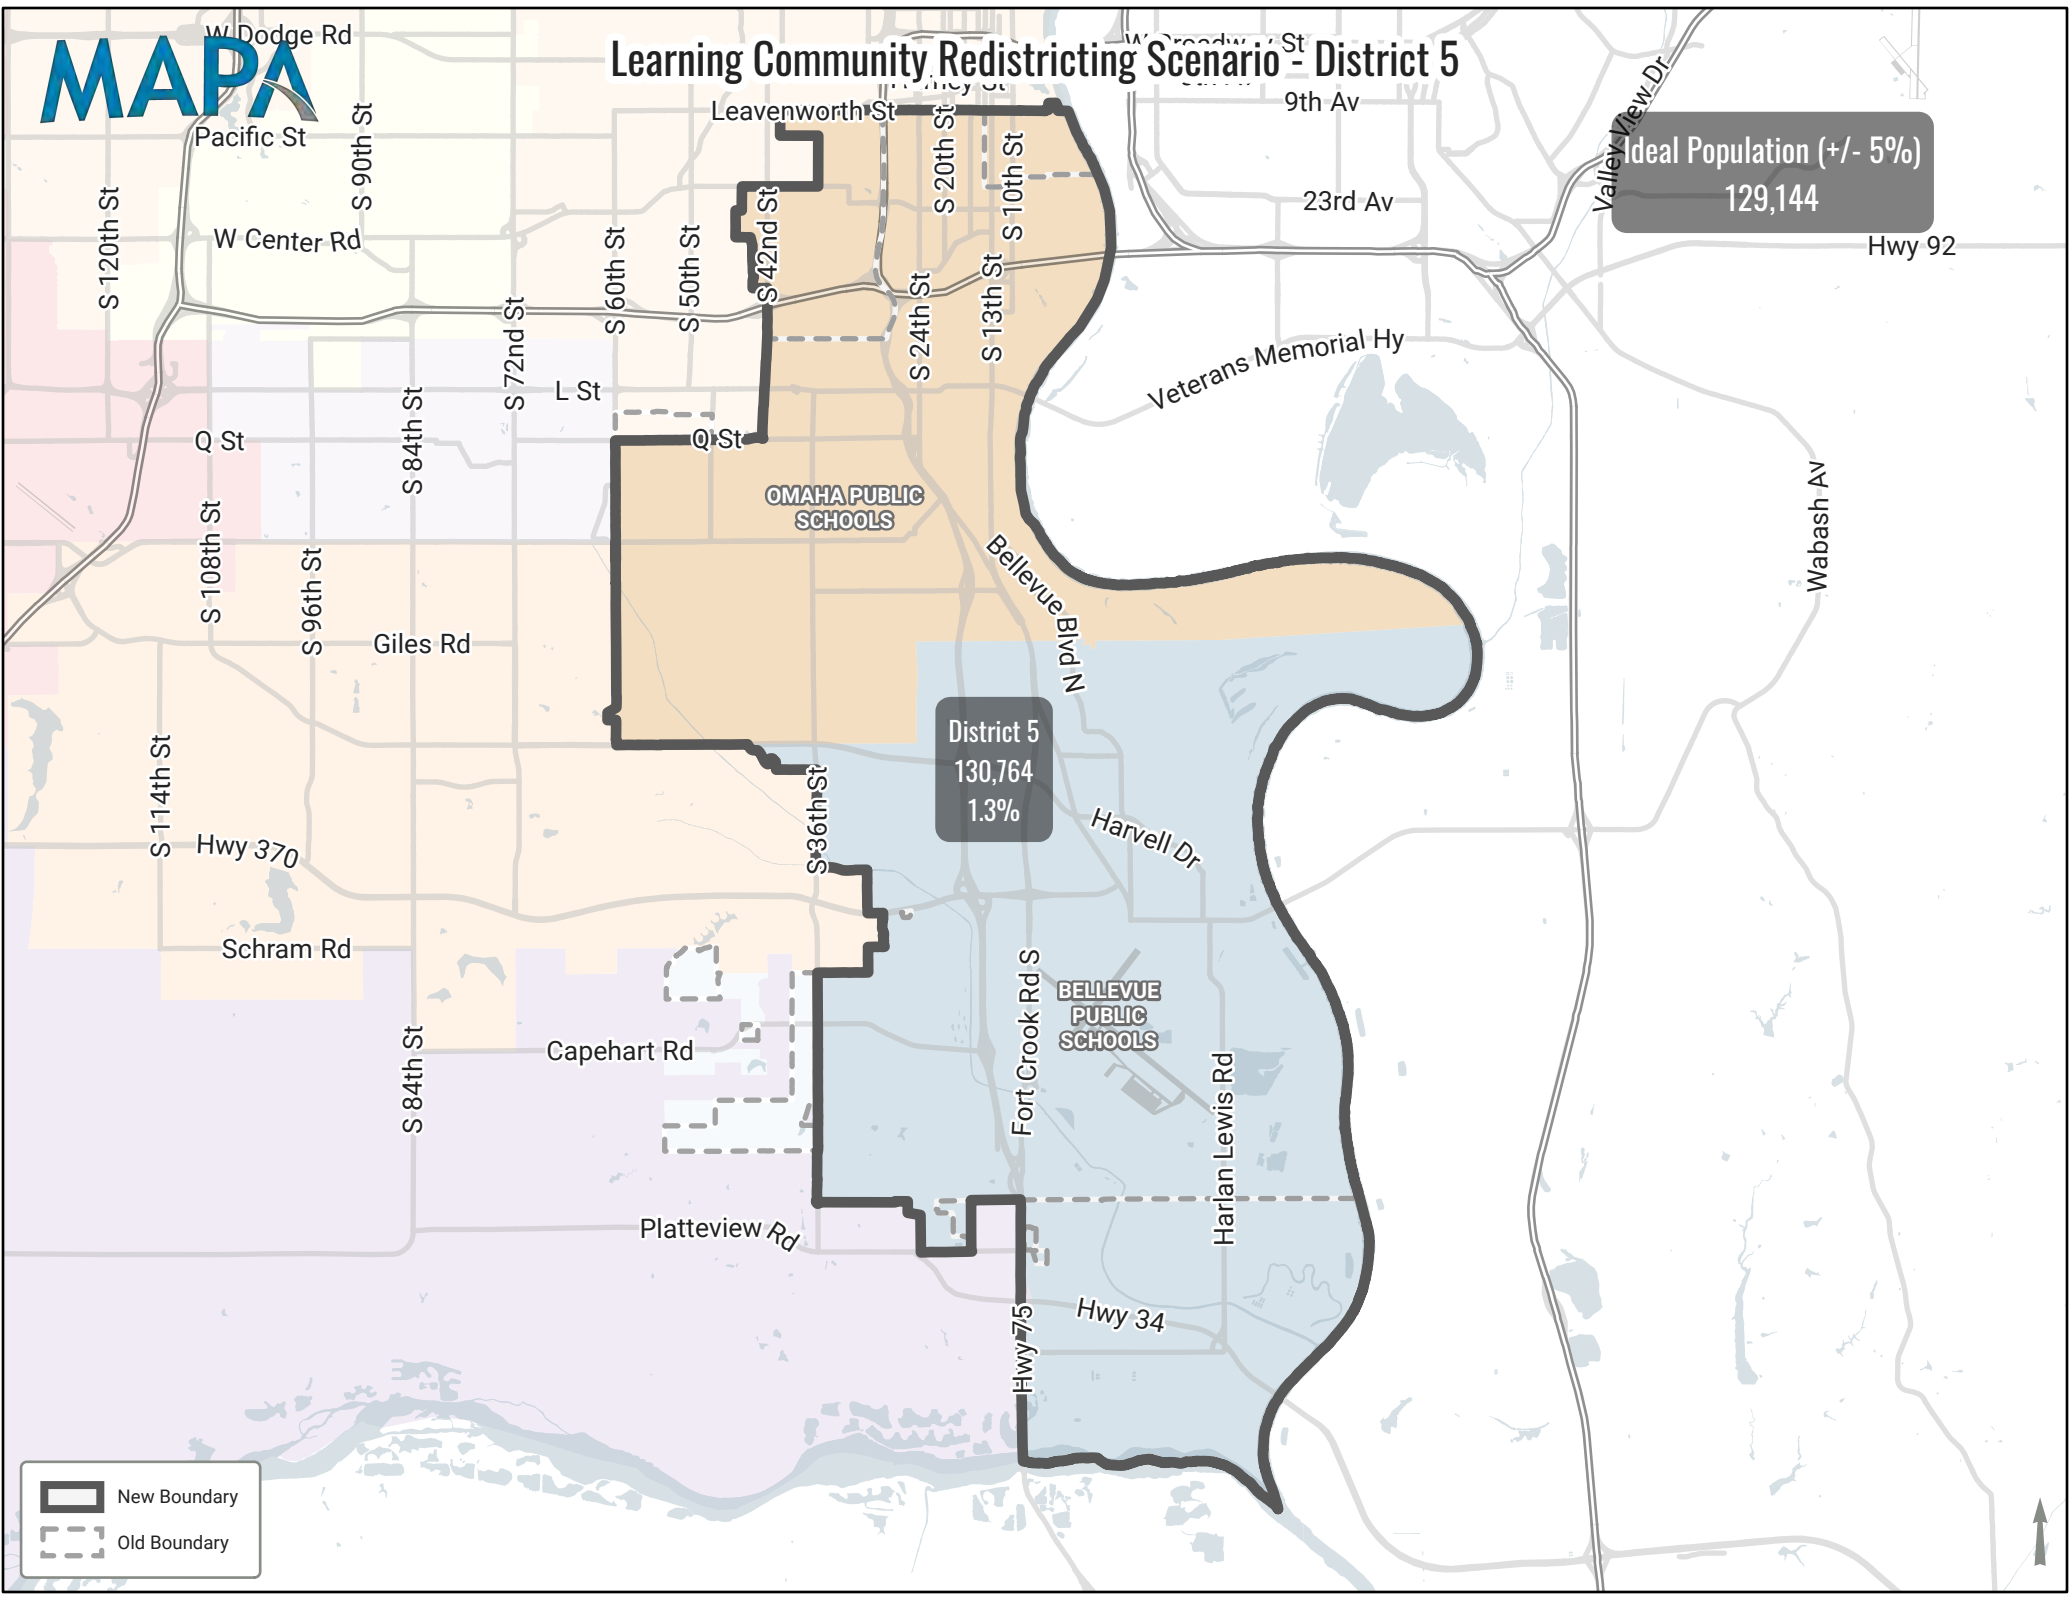 W Dodge Rd
MAPA
Learning Community Redistricting Scenario - District 5
Leavenworth St
9th Av
Pacific St
S 90th St
S 20th St
S 10th St
Valley View Dr
Ideal Population (+/- 5%)
129,144
S 120th St
W Center Rd
S 60th St
S 50th St
S 42nd St
23rd Av
Hwy 92
S 72nd St
S 24th St
S 13th St
Veterans Memorial Hy
L St
S 84th St
Q St
Q St
OMAHA PUBLIC
SCHOOLS
Wabash Av
S 108th St
S 96th St
Bellevue Blvd N
Giles Rd
District 5
130,764
1.3%
S 114th St
S 36th St
Harvell Dr
Hwy 370
Schram Rd
Fort Crook Rd S
BELLEVUE
PUBLIC
SCHOOLS
Capehart Rd
S 84th St
Harlan Lewis Rd
Platteview Rd
Hwy 34
Hwy 75
New Boundary
Old Boundary